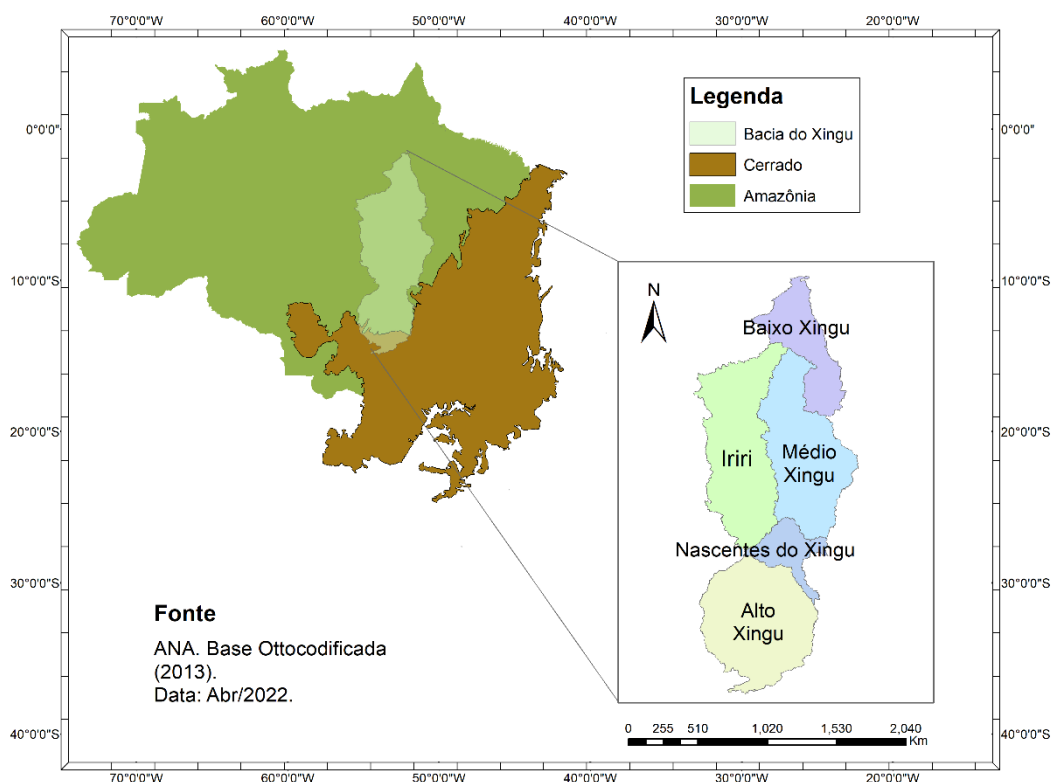 70°0'0"W 60°0'0"W 50°0'0"W 40°0'0"W 30°0'0"W 20°0'0"W
0°0'0" 0°0'0"
10°0'0"S 10°0'0"S
20°0'0"S 20°0'0"S
30°0'0"S 30°0'0"S
40°0'0"S 40°0'0"S
Legenda
Bacia do Xingu
Cerrado
Amazônia
N
Baixo Xingu
Iriri
Médio
Xingu
Nascentes do Xingu
Alto
Xingu
Fonte
ANA. Base Ottocodificada
(2013).
Data: Abr/2022.
0 255 510 1,020 1,530 2,040
Km
70°0'0"W 60°0'0"W 50°0'0"W 40°0'0"W 30°0'0"W 20°0'0"W